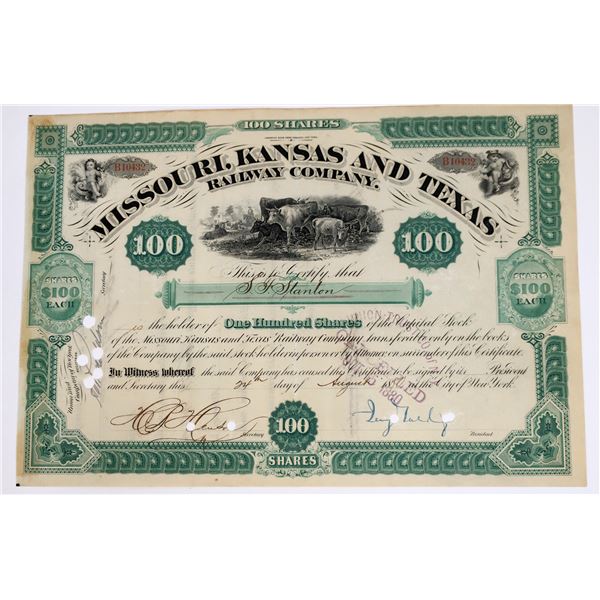 100 SHARES
B10432 B10432
MISSOURI, KANSAS AND TEXAS
RAILWAY COMPANY.
100 100
This is to Certify that
S F Stanton
SHARES $100 EACH
SHARES $100 EACH
is the holder of One Hundred Shares of the Capital Stock
of the MISSOURI, KANSAS and TEXAS Railway Company, transferable only on the books
of the Company by the said stock holder in person or by Attorney on surrender of this Certificate.
In Witness whereof the said Company has caused this Certificate to be signed by its President
and Secretary this 24th day of August 18 in the City of New York.
Secretary 100 President
SHARES
Secretary
1880